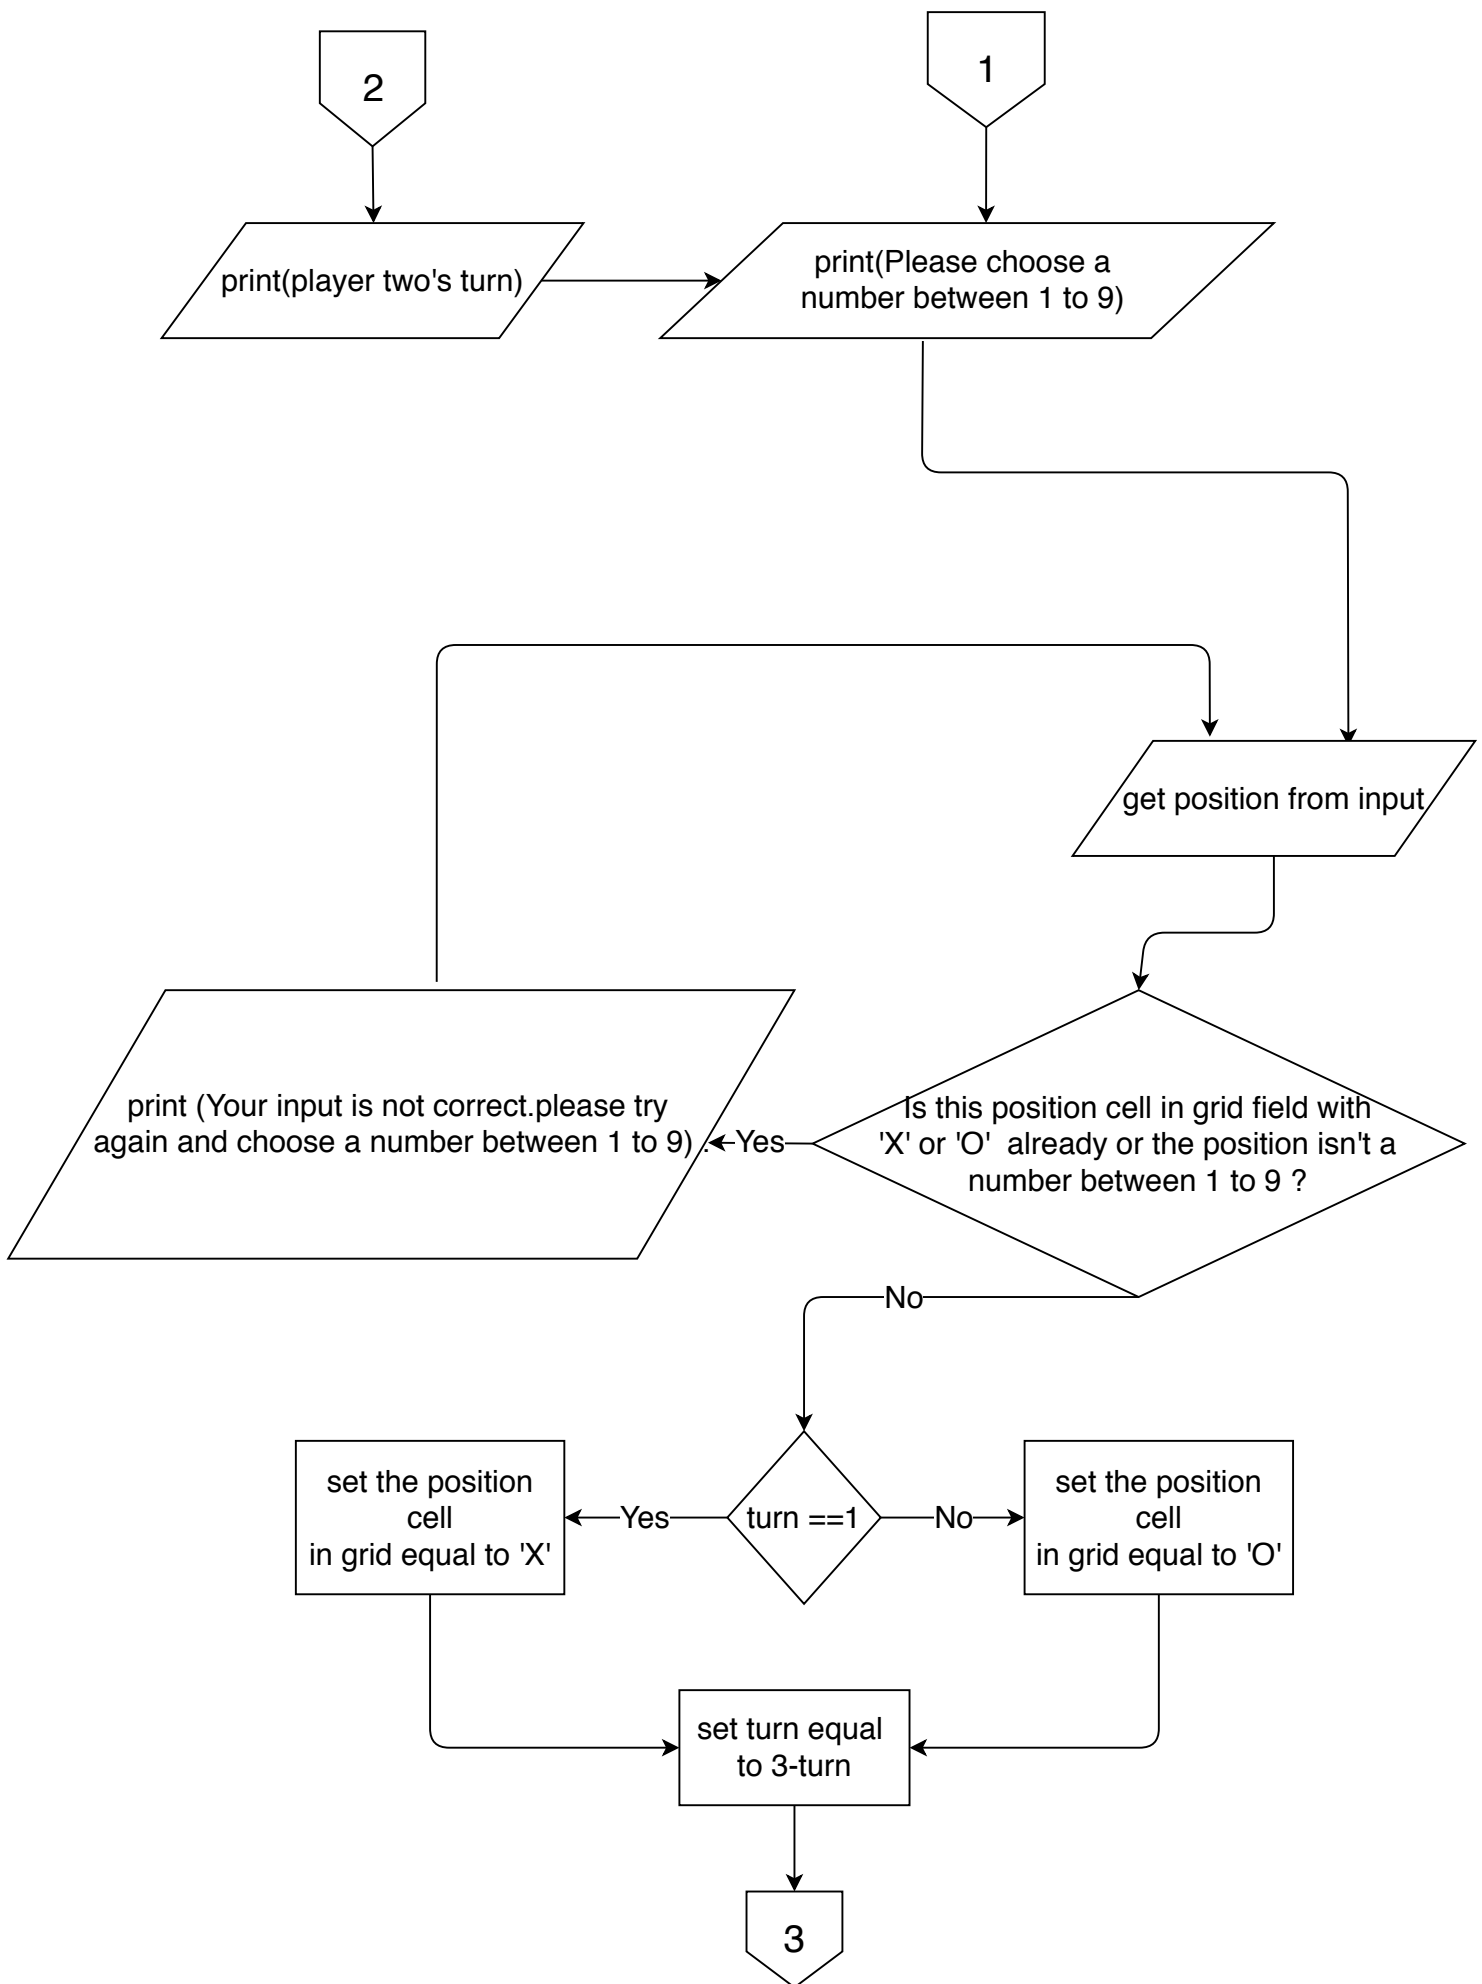 2
1
print(player two's turn)
print(Please choose a
number between 1 to 9)
get position from input
print (Your input is not correct.please try
again and choose a number between 1 to 9) .
Yes
Is this position cell in grid field with
'X' or 'O'  already or the position isn't a
number between 1 to 9 ?
No
set the position
cell
in grid equal to 'X'
Yes
turn ==1
No
set the position
cell
in grid equal to 'O'
set turn equal
to 3-turn
3